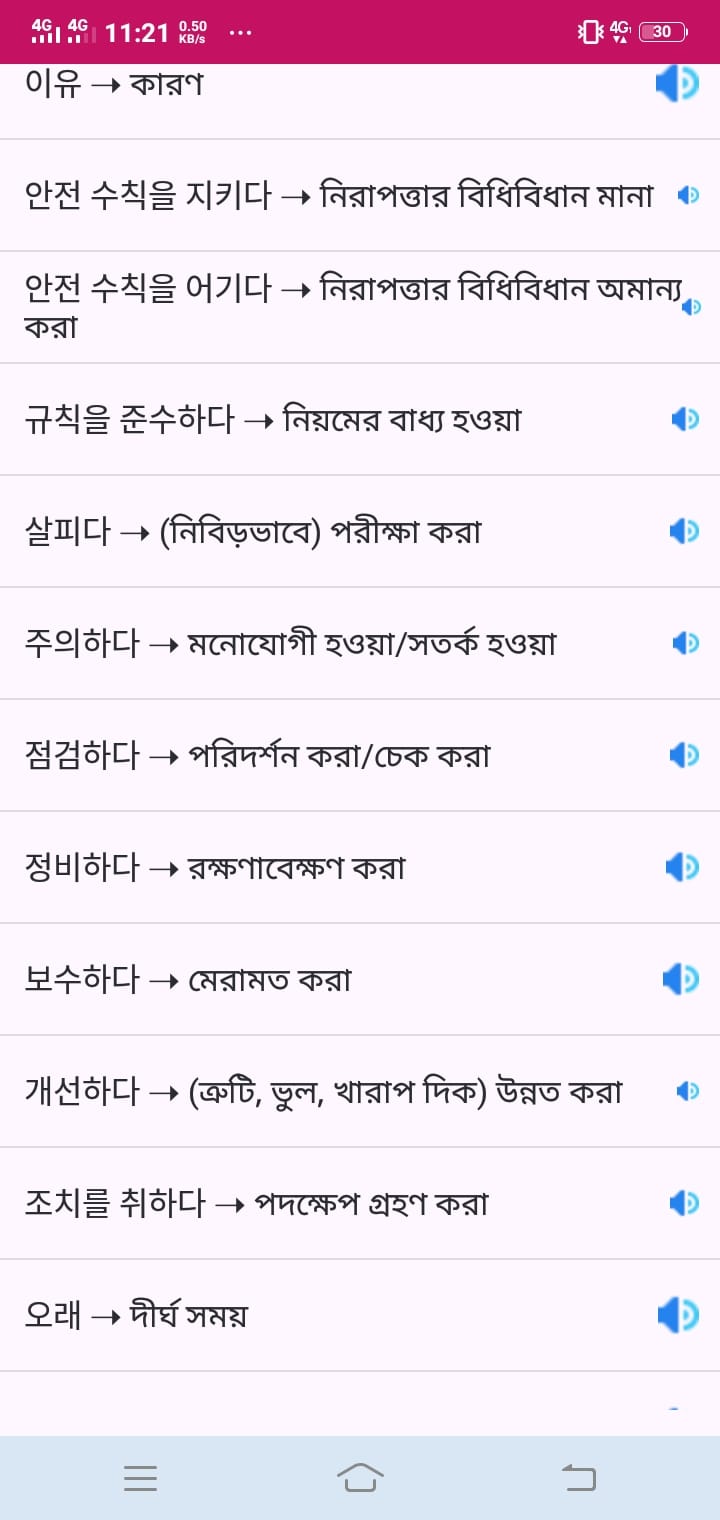 4G 4G 11:21 0.50 KB/s ... 4G 30
이유 → কারণ
안전 수칙을 지키다 → নিরাপত্তার বিধিবিধান মানা
안전 수칙을 어기다 → নিরাপত্তার বিধিবিধান অমান্য
করা
규칙을 준수하다 → নিয়মের বাধ্য হওয়া
살피다 → (নিবিড়ভাবে) পরীক্ষা করা
주의하다 → মনোযোগী হওয়া/সতর্ক হওয়া
점검하다 → পরিদর্শন করা/চেক করা
정비하다 → রক্ষণাবেক্ষণ করা
보수하다 → মেরামত করা
개선하다 → (ত্রুটি, ভুল, খারাপ দিক) উন্নত করা
조치를 취하다 → পদক্ষেপ গ্রহণ করা
오래 → দীর্ঘ সময়